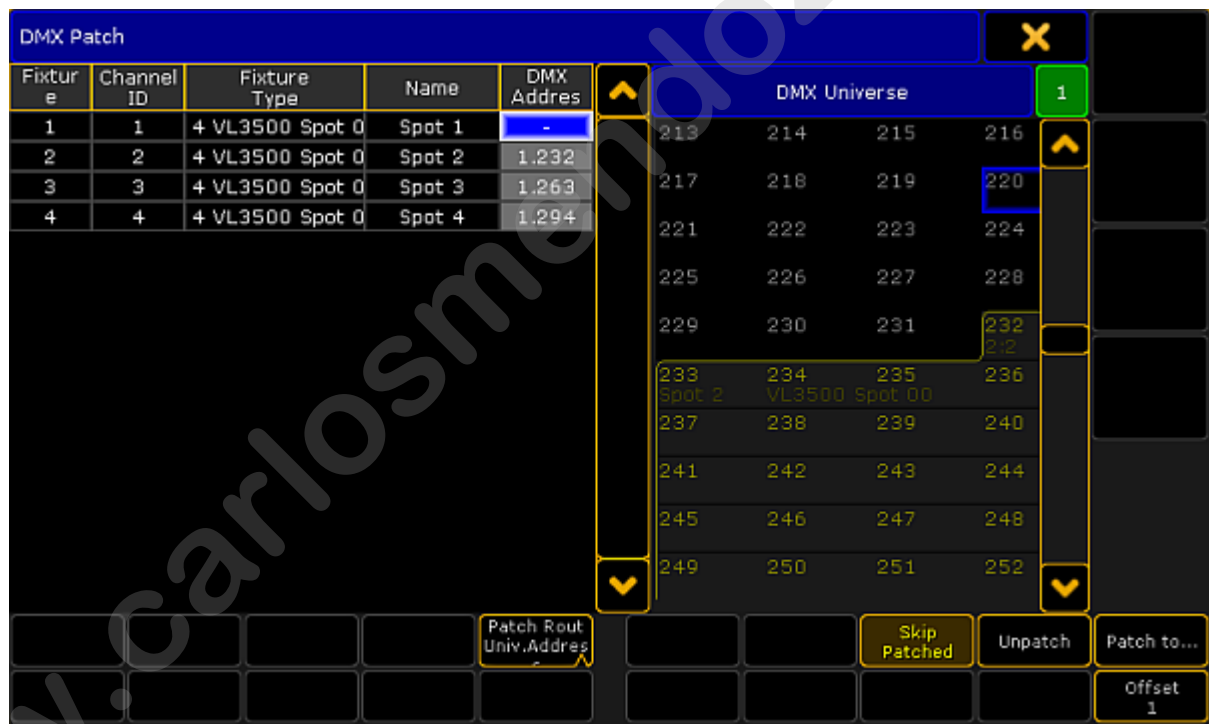 DMX Patch
Fixtur
e
Channel
ID
Fixture
Type
Name
DMX
Addres
1 1 4 VL3500 Spot 0 Spot 1 -
2 2 4 VL3500 Spot 0 Spot 2 1.232
3 3 4 VL3500 Spot 0 Spot 3 1.263
4 4 4 VL3500 Spot 0 Spot 4 1.294
DMX Universe 1
213 214 215 216
217 218 219 220
221 222 223 224
225 226 227 228
229 230 231 232
2:2
233 234 235 236
Spot 2 VL3500 Spot 00
237 238 239 240
241 242 243 244
245 246 247 248
249 250 251 252
Patch Rout
Univ.Addres
Skip
Patched
Unpatch
Patch to...
Offset
1
.carlosmendoz